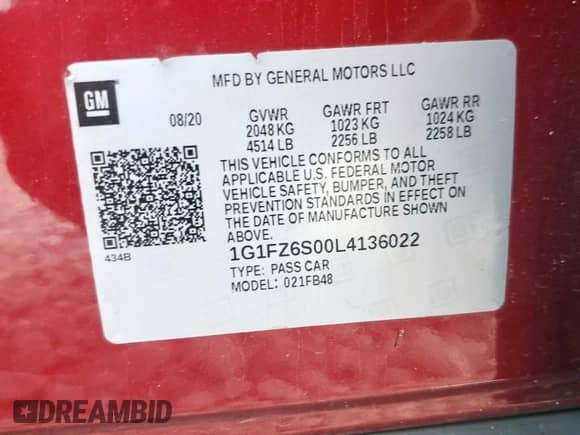 GM
MFD BY GENERAL MOTORS LLC
08/20 GVWR GAWR FRT GAWR RR
2048 KG 1023 KG 1024 KG
4514 LB 2256 LB 2258 LB
THIS VEHICLE CONFORMS TO ALL
APPLICABLE U.S. FEDERAL MOTOR
VEHICLE SAFETY, BUMPER, AND THEFT
PREVENTION STANDARDS IN EFFECT ON
THE DATE OF MANUFACTURE SHOWN
ABOVE.
434B
1G1FZ6S00L4136022
TYPE: PASS CAR
MODEL: 021FB48
DREAMBID